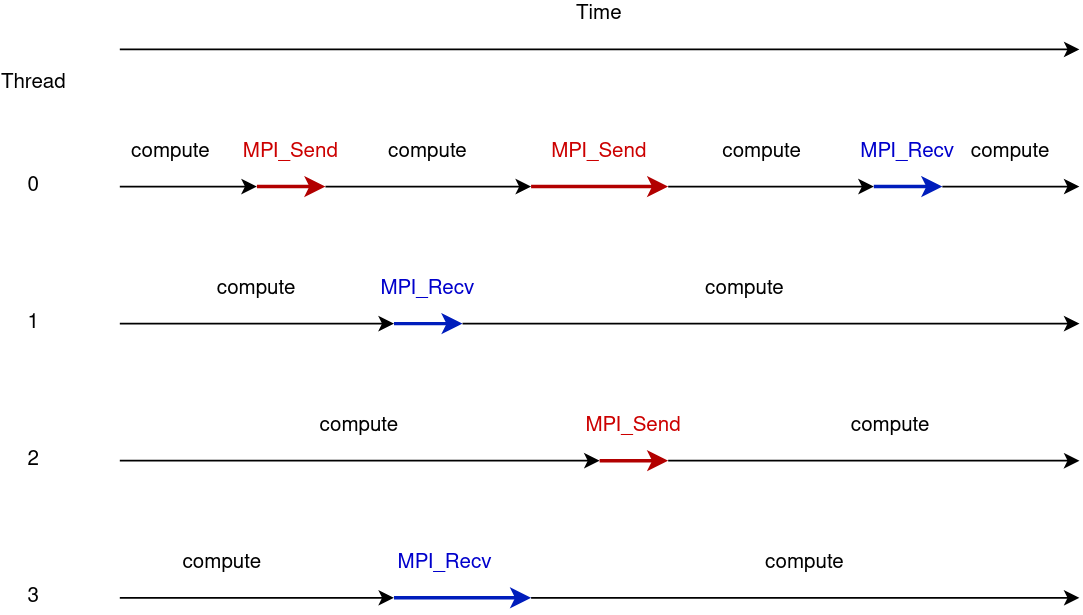 Time
Thread
compute MPI_Send compute MPI_Send compute MPI_Recv compute
0
compute MPI_Recv compute
1
compute MPI_Send compute
2
compute MPI_Recv compute
3